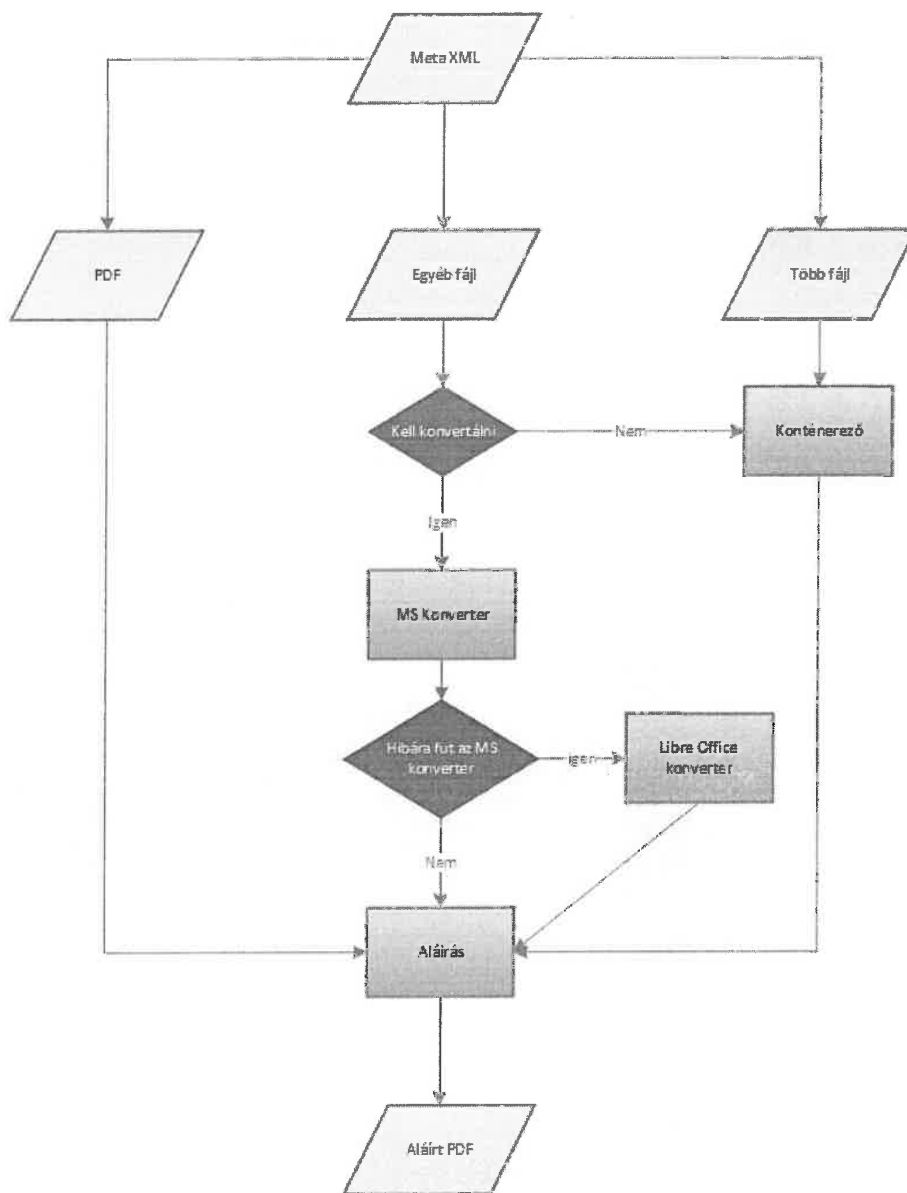 Meta XML
PDF
Egyéb fájl
Több fájl
Kell konvertálni
Nem
Konténerező
Igen
MS Konverter
Hibára fut az MS
konverter
Igen
Libre Office
konverter
Nem
Aláírás
Aláírt PDF